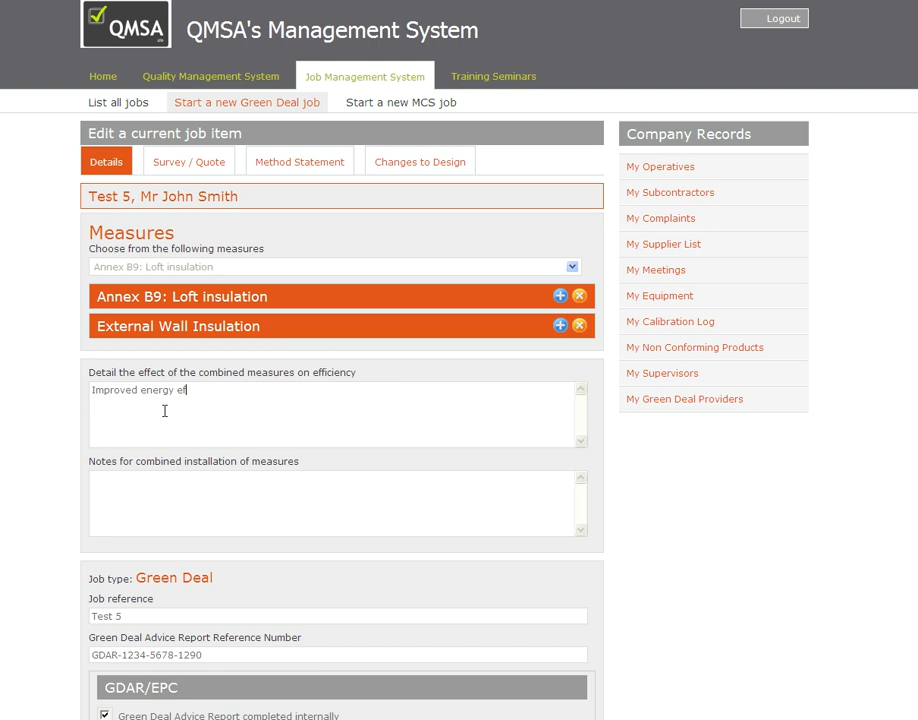 QMSA
QMSA's Management System
Logout
Home
Quality Management System
Job Management System
Training Seminars
List all jobs
Start a new Green Deal job
Start a new MCS job
Edit a current job item
Details
Survey / Quote
Method Statement
Changes to Design
Test 5, Mr John Smith
Measures
Choose from the following measures
Annex B9: Loft insulation
Annex B9: Loft insulation
External Wall Insulation
Detail the effect of the combined measures on efficiency
Improved energy ef
Notes for combined installation of measures
Job type: Green Deal
Job reference
Test 5
Green Deal Advice Report Reference Number
GDAR-1234-5678-1290
GDAR/EPC
Green Deal Advice Report completed internally
Company Records
My Operatives
My Subcontractors
My Complaints
My Supplier List
My Meetings
My Equipment
My Calibration Log
My Non Conforming Products
My Supervisors
My Green Deal Providers